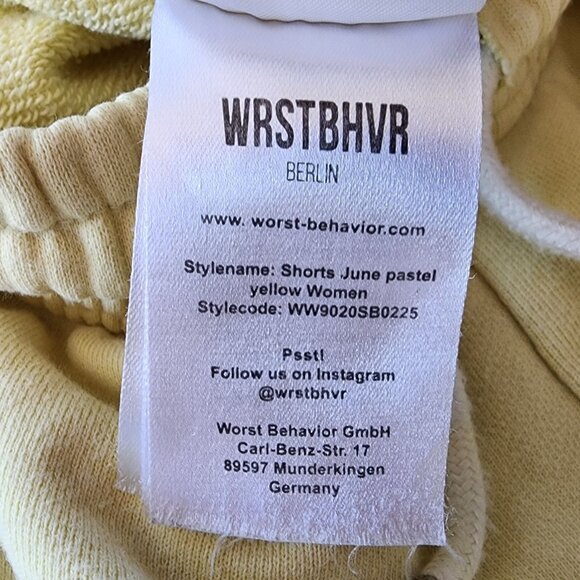 WRSTBHVR
BERLIN
www. worst-behavior.com
Stylename: Shorts June pastel
yellow Women
Stylecode: WW9020SB0225
Psst!
Follow us on Instagram
@wrstbhvr
Worst Behavior GmbH
Carl-Benz-Str. 17
89597 Munderkingen
Germany